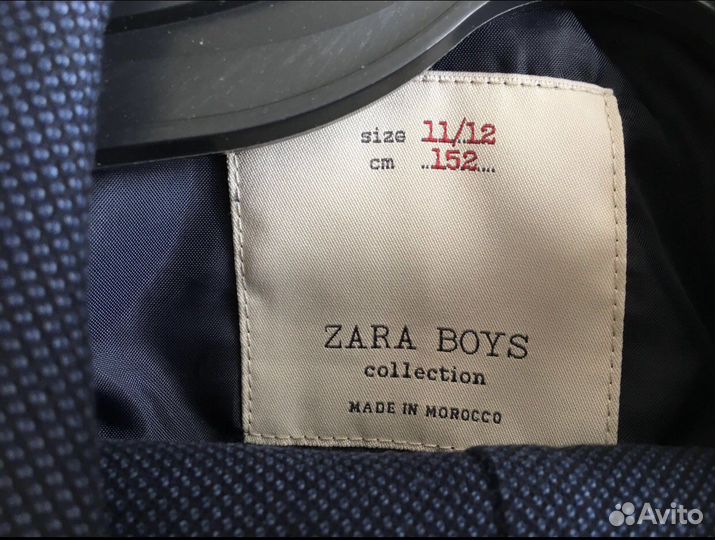 size 11/12
cm ..152....
ZARA BOYS
collection
MADE IN MOROCCO
Avito